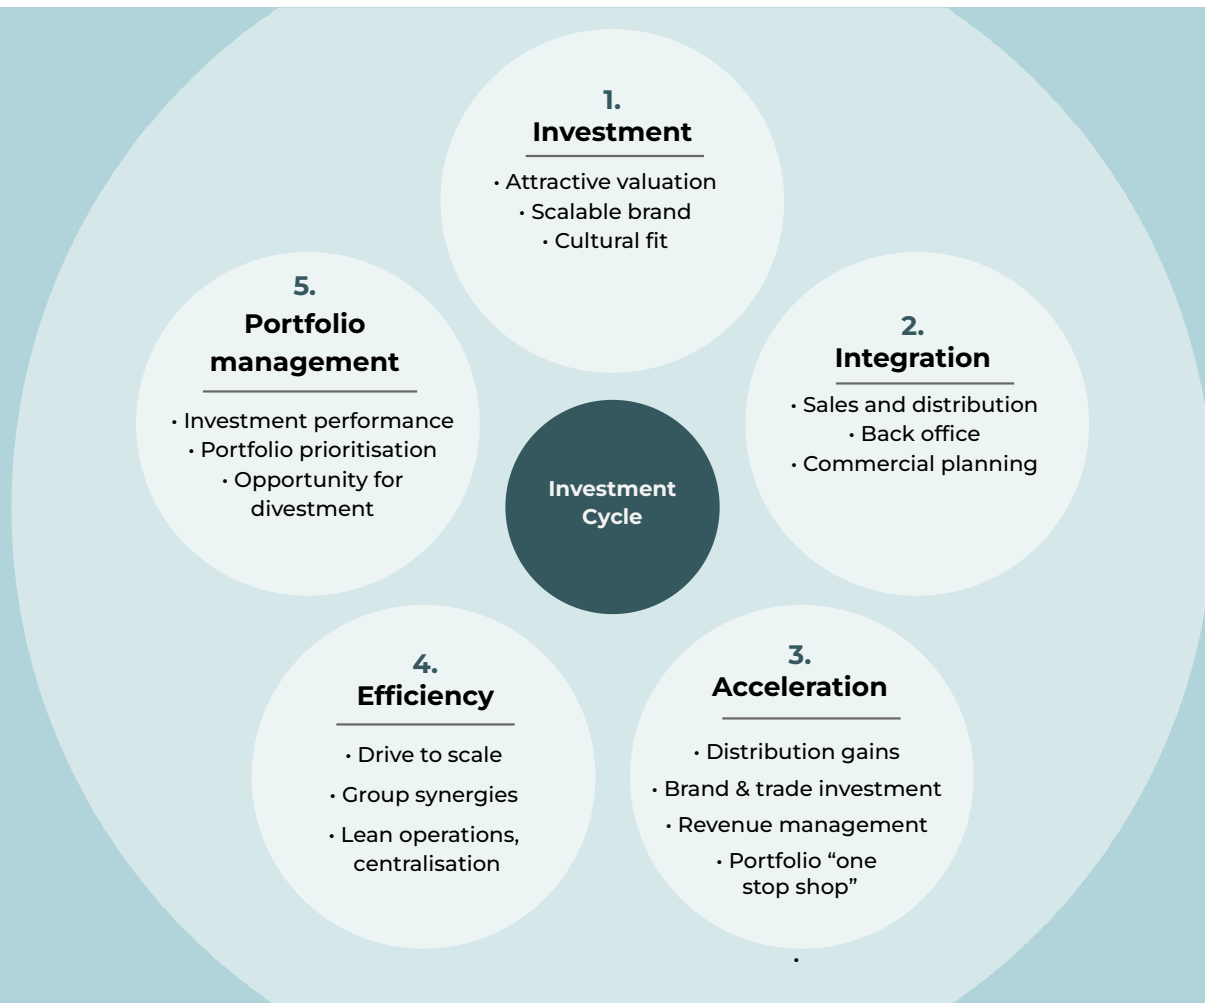 1.
Investment
• Attractive valuation
• Scalable brand
• Cultural fit
2.
Integration
• Sales and distribution
• Back office
• Commercial planning
3.
Acceleration
• Distribution gains
• Brand & trade investment
• Revenue management
• Portfolio “one
stop shop”
•
4.
Efficiency
• Drive to scale
• Group synergies
• Lean operations,
centralisation
5.
Portfolio
management
• Investment performance
• Portfolio prioritisation
• Opportunity for
divestment
Investment
Cycle